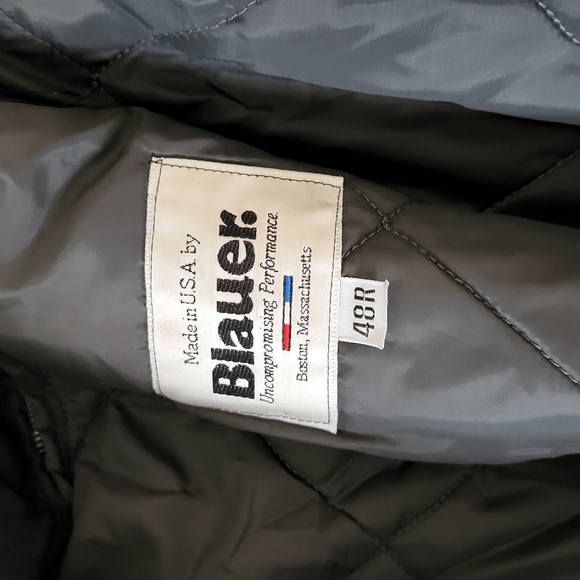 Made in U.S.A. by
Blauer.
Uncompromising Performance.
Boston, Massachusetts
48R